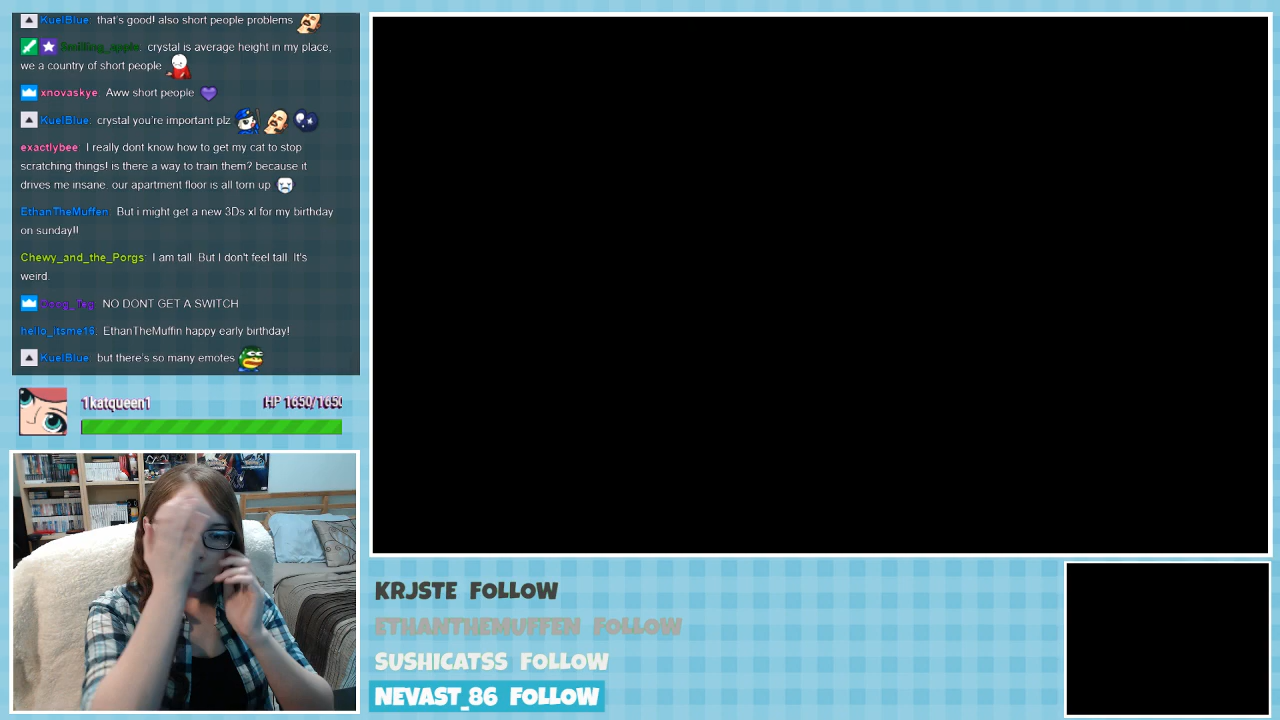 KuelBlue: that's good! also short people problems
Smiling_apple: crystal is average height in my place,
we a country of short people
xnovaskye: Aww short people
KuelBlue: crystal you're important plz
exactlybee: I really dont know how to get my cat to stop
scratching things! is there a way to train them? because it
drives me insane. our apartment floor is all torn up
EthanTheMuffen: But i might get a new 3Ds xl for my birthday
on sunday!!
Chewy_and_the_Porgs: I am tall. But I don't feel tall. It's
weird.
NO DONT GET A SWITCH
hello_itsme16: EthanTheMuffin happy early birthday!
KuelBlue: but there's so many emotes
1katqueen1 HP 1650/1650
KRJSTE FOLLOW
ETHANTHEMUFFEN FOLLOW
SUSHICATSS FOLLOW
NEVAST_86 FOLLOW